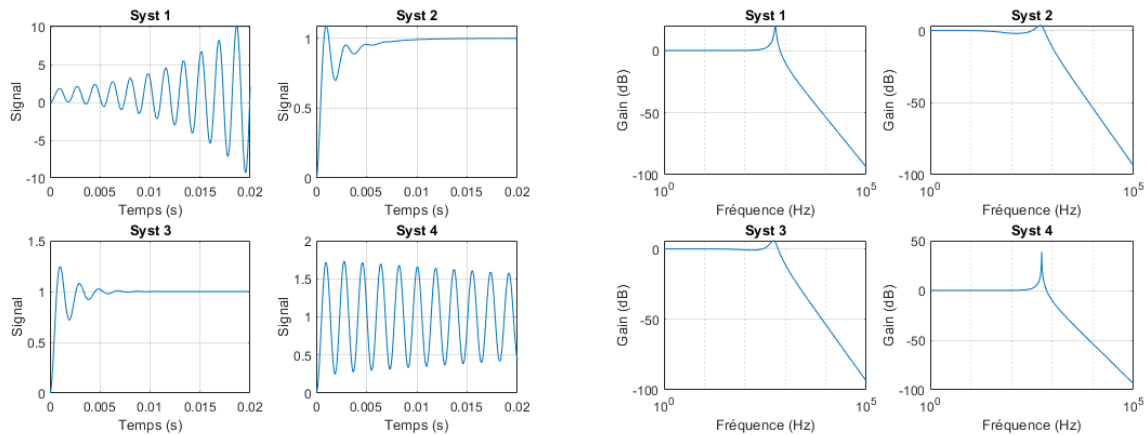 Syst 1
10
5
0
-5
-10
0 0.005 0.01 0.015 0.02
Temps (s)
Signal
Syst 2
1
0.5
0
0 0.005 0.01 0.015 0.02
Temps (s)
Signal
Syst 1
0
-50
-100
10^0 10^5
Fréquence (Hz)
Gain (dB)
Syst 2
0
-50
-100
10^0 10^5
Fréquence (Hz)
Gain (dB)
Syst 3
1.5
1
0.5
0
0 0.005 0.01 0.015 0.02
Temps (s)
Signal
Syst 4
2
1.5
1
0.5
0
0 0.005 0.01 0.015 0.02
Temps (s)
Signal
Syst 3
0
-50
-100
10^0 10^5
Fréquence (Hz)
Gain (dB)
Syst 4
50
0
-50
-100
10^0 10^5
Fréquence (Hz)
Gain (dB)